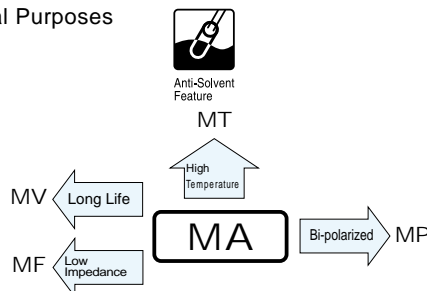 al Purposes
Anti-Solvent
Feature
MT
High
Temperature
MV
Long Life
MA
Bi-polarized
MP
MF
Low
Impedance